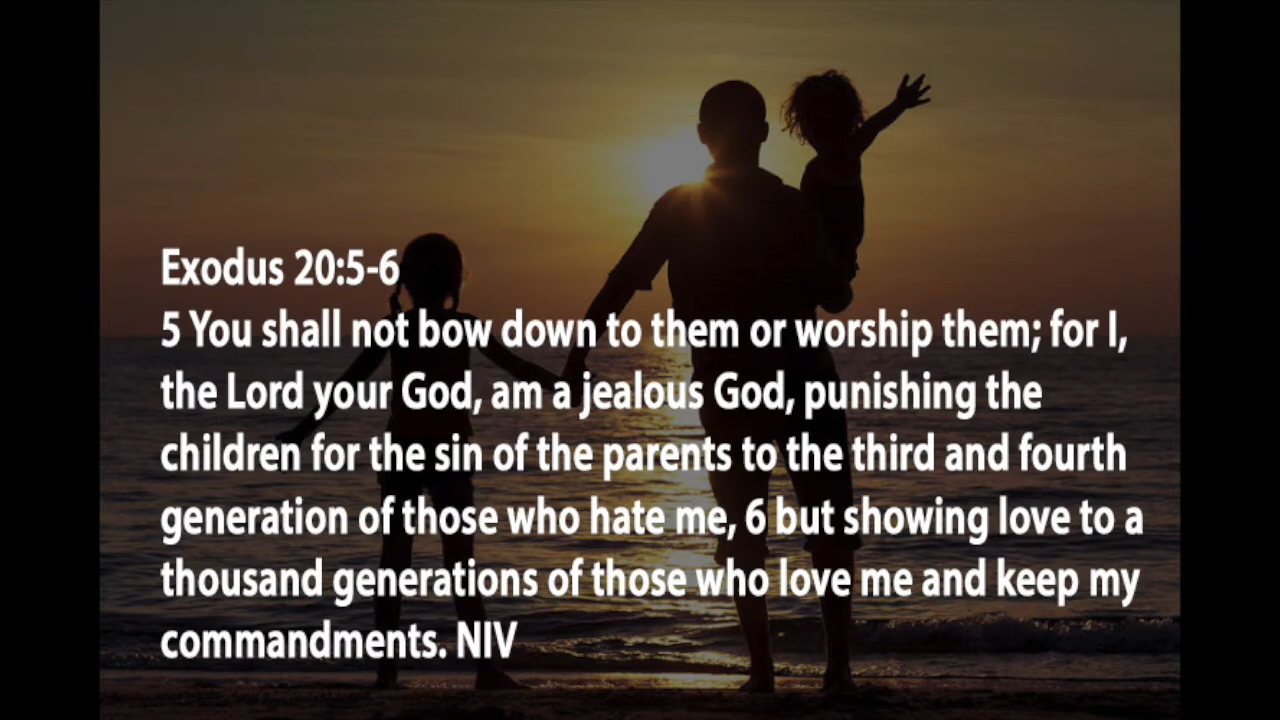 Exodus 20:5-6
5 You shall not bow down to them or worship them; for I,
the Lord your God, am a jealous God, punishing the
children for the sin of the parents to the third and fourth
generation of those who hate me, 6 but showing love to a
thousand generations of those who love me and keep my
commandments. NIV